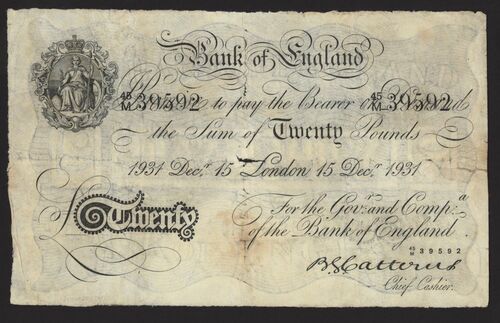 Bank of England
45/M 39592 to pay the Bearer on Demand 45/M 39592
the Sum of Twenty Pounds
1931 Decr. 15 London 15 Decr. 1931
For the Govr. and Compa.
Twenty
of the Bank of England
45/M 39592
B G Catterns
Chief Cashier.